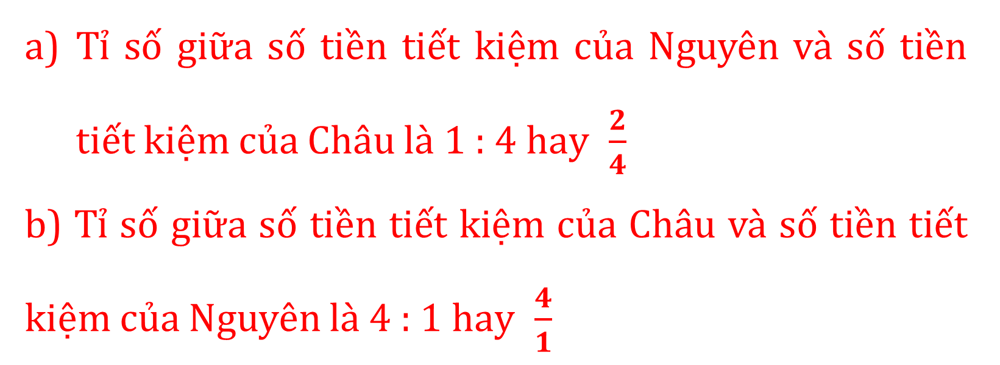 a) Tỉ số giữa số tiền tiết kiệm của Nguyên và số tiền
tiết kiệm của Châu là 1 : 4 hay 2/4
b) Tỉ số giữa số tiền tiết kiệm của Châu và số tiền tiết
kiệm của Nguyên là 4 : 1 hay 4/1